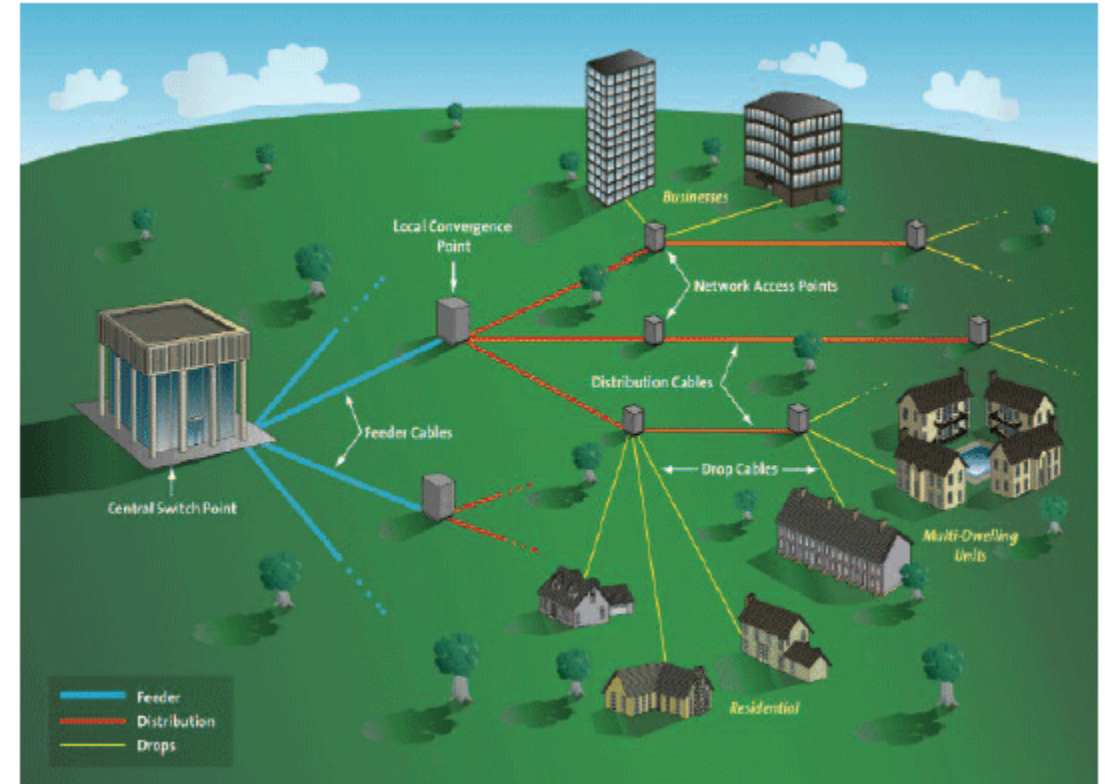 Businesses
Local Convergence
Point
Network Access Points
Distribution Cables
Feeder Cables
Drop Cables
Central Switch Point
Multi-Dwelling
Units
Residential
Feeder
Distribution
Drops